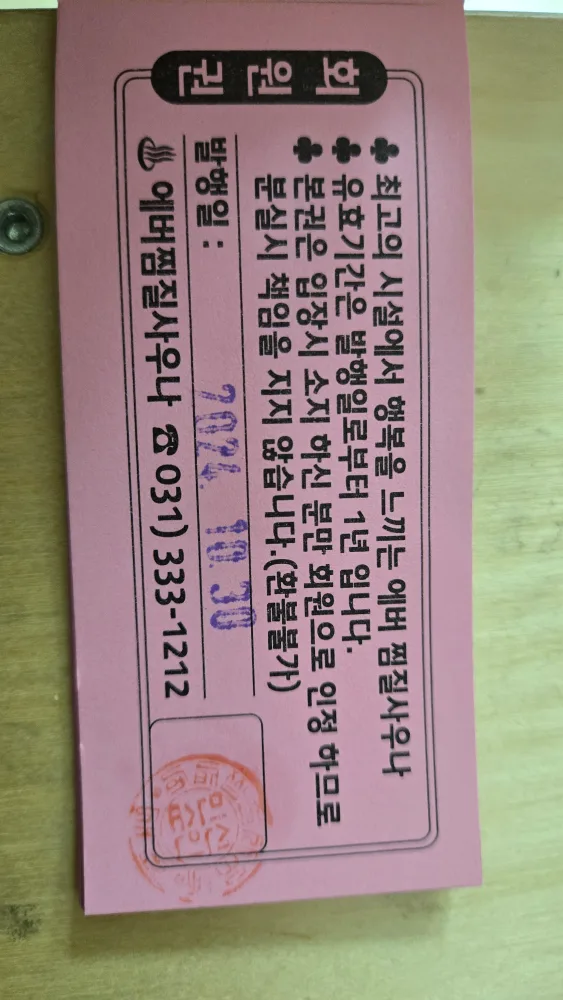 회원권
♣ 최고의 시설에서 행복을 느끼는 에버 찜질사우나
♣ 유효기간은 발행일로부터 1년 입니다.
♣ 본권은 입장시 소지 하신 분만 회원으로 인정 하므로
분실시 책임을 지지 않습니다.(환불불가)
발행일 : 2024. 10. 30
♨ 에버찜질사우나 ☎ 031) 333-1212